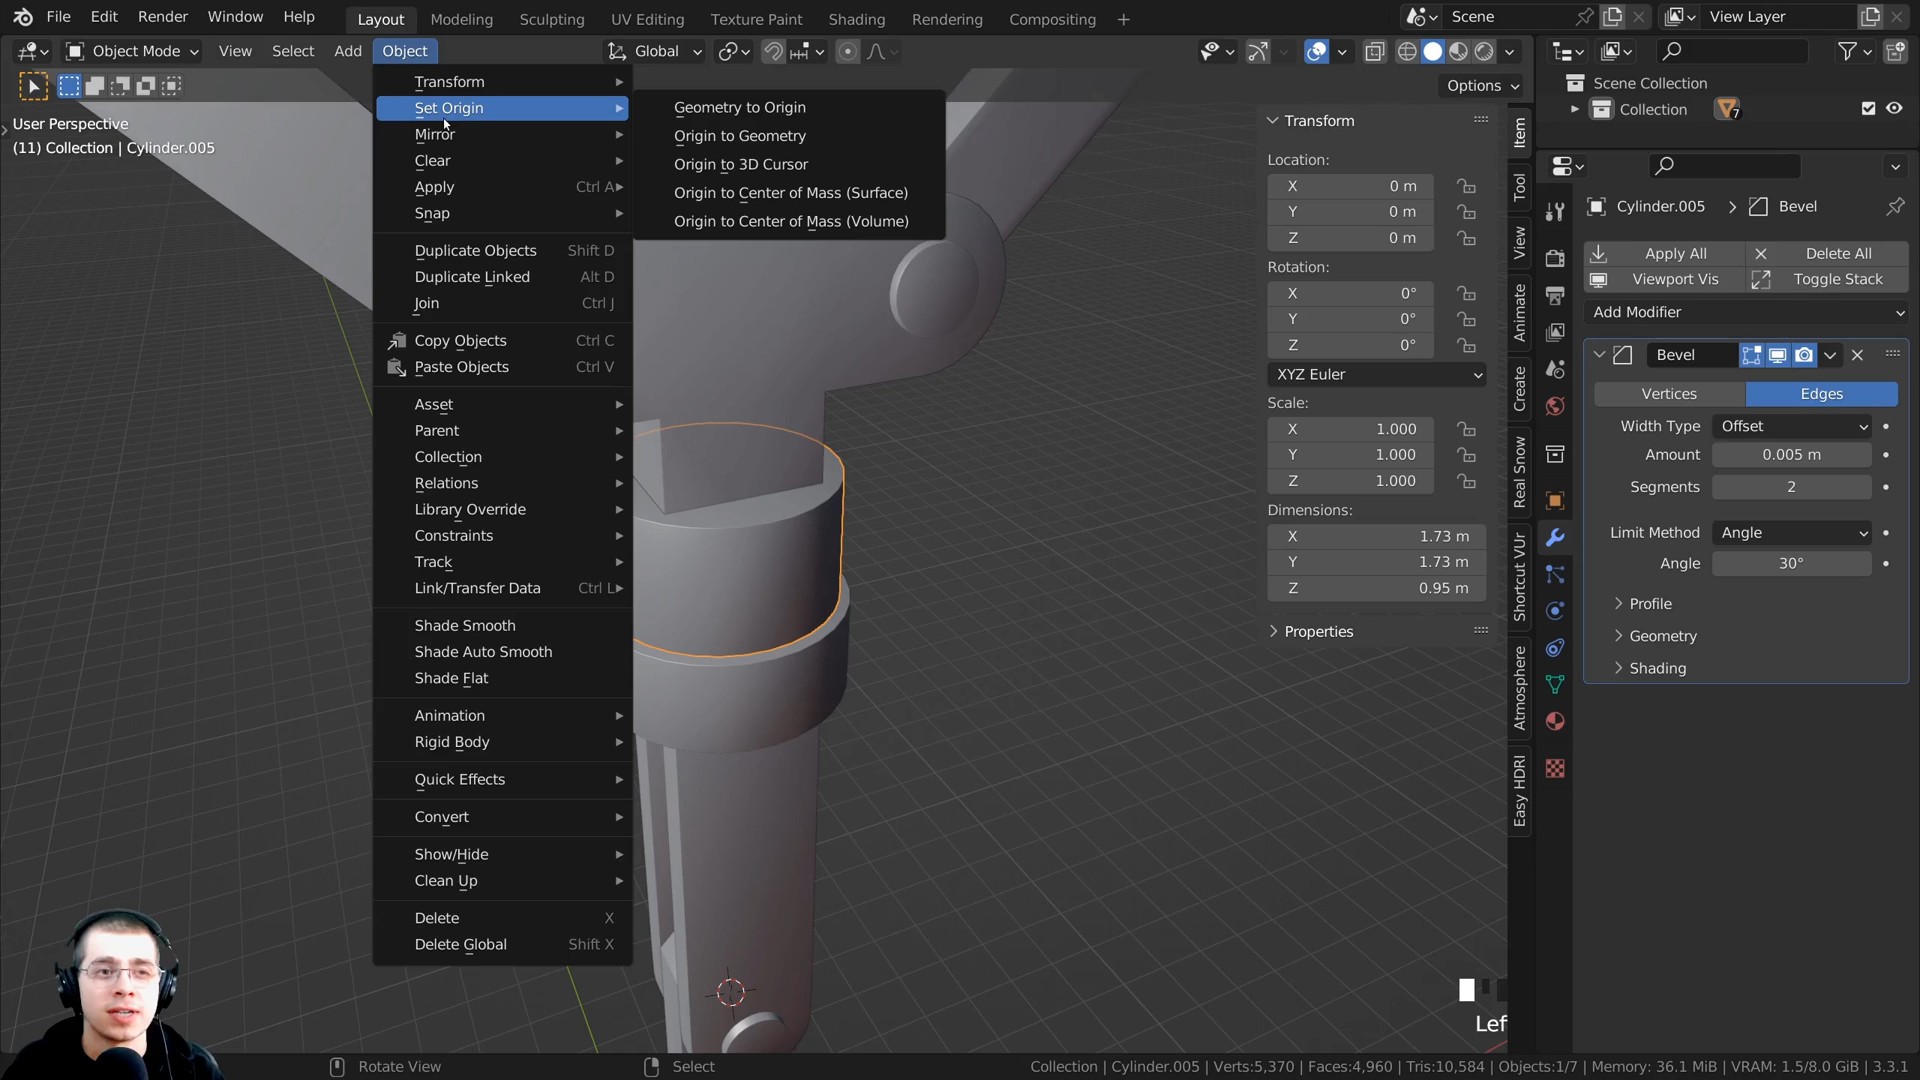 File Edit Render Window Help Layout Modeling Sculpting UV Editing Texture Paint Shading Rendering Compositing + Scene View Layer
Object Mode View Select Add Object Global
Options
User Perspective
(11) Collection | Cylinder.005
Transform
Set Origin
Mirror
Clear
Apply Ctrl A
Snap
Duplicate Objects Shift D
Duplicate Linked Alt D
Join Ctrl J
Copy Objects Ctrl C
Paste Objects Ctrl V
Asset
Parent
Collection
Relations
Library Override
Constraints
Track
Link/Transfer Data Ctrl L
Shade Smooth
Shade Auto Smooth
Shade Flat
Animation
Rigid Body
Quick Effects
Convert
Show/Hide
Clean Up
Delete X
Delete Global Shift X
Geometry to Origin
Origin to Geometry
Origin to 3D Cursor
Origin to Center of Mass (Surface)
Origin to Center of Mass (Volume)
Transform
Location:
X 0 m
Y 0 m
Z 0 m
Rotation:
X 0°
Y 0°
Z 0°
XYZ Euler
Scale:
X 1.000
Y 1.000
Z 1.000
Dimensions:
X 1.73 m
Y 1.73 m
Z 0.95 m
Properties
Item
Tool
View
Animate
Create
Real Snow
Shortcut VUr
Atmosphere
Easy HDRI
Scene Collection
Collection 7
Cylinder.005 Bevel
Apply All Delete All
Viewport Vis Toggle Stack
Add Modifier
Bevel
Vertices Edges
Width Type Offset
Amount 0.005 m
Segments 2
Limit Method Angle
Angle 30°
Profile
Geometry
Shading
Lef
Rotate View Select Collection | Cylinder.005 | Verts:5,370 | Faces:4,960 | Tris:10,584 | Objects:1/7 | Memory: 36.1 MiB | VRAM: 1.5/8.0 GiB | 3.3.1